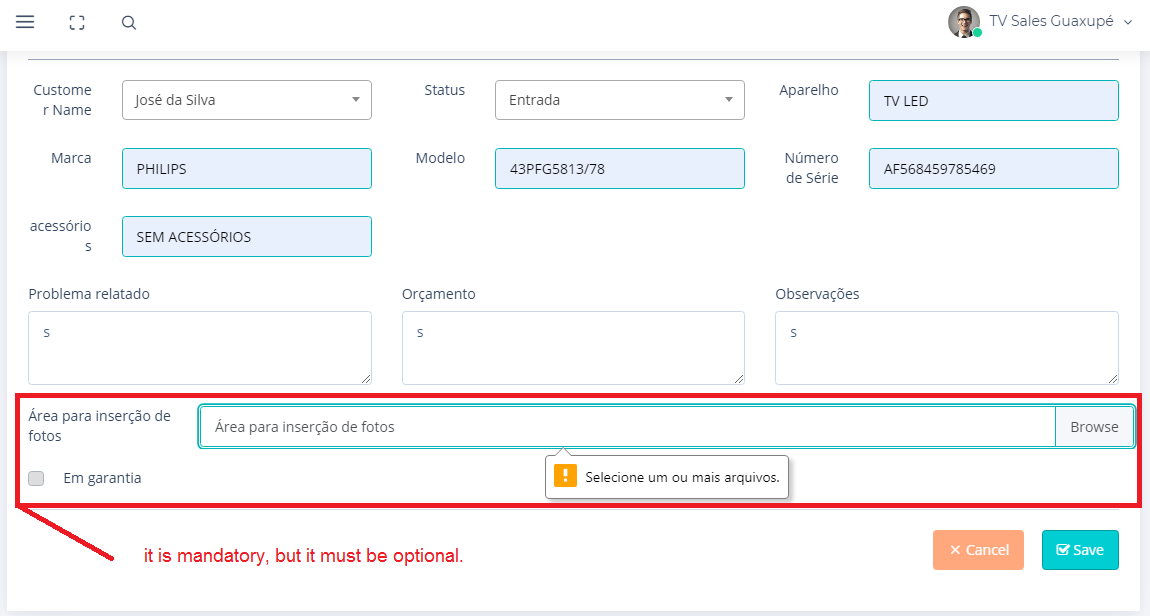 TV Sales Guaxupé
Custome
r Name
José da Silva
Status
Entrada
Aparelho
TV LED
Marca
PHILIPS
Modelo
43PFG5813/78
Número
de Série
AF568459785469
acessório
s
SEM ACESSÓRIOS
Problema relatado
Orçamento
Observações
s
s
s
Área para inserção de
fotos
Área para inserção de fotos
Browse
Em garantia
! Selecione um ou mais arquivos.
it is mandatory, but it must be optional.
× Cancel
Save